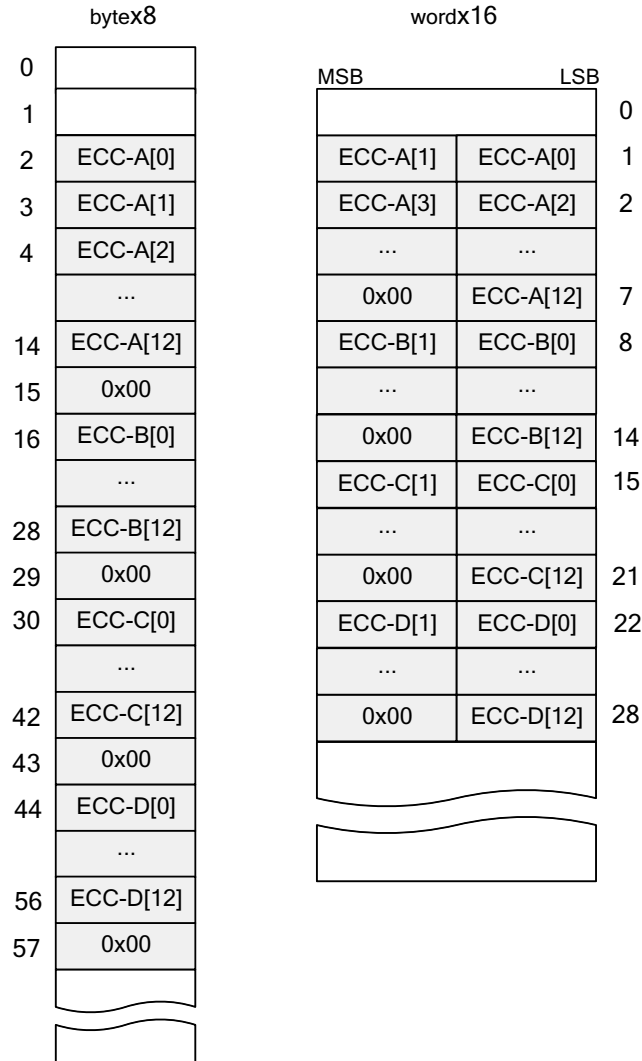 bytex8
0
1
2 ECC-A[0]
3 ECC-A[1]
4 ECC-A[2]
...
14 ECC-A[12]
15 0x00
16 ECC-B[0]
...
28 ECC-B[12]
29 0x00
30 ECC-C[0]
...
42 ECC-C[12]
43 0x00
44 ECC-D[0]
...
56 ECC-D[12]
57 0x00
wordx16
MSB LSB
0
ECC-A[1] ECC-A[0] 1
ECC-A[3] ECC-A[2] 2
... ...
0x00 ECC-A[12] 7
ECC-B[1] ECC-B[0] 8
... ...
0x00 ECC-B[12] 14
ECC-C[1] ECC-C[0] 15
... ...
0x00 ECC-C[12] 21
ECC-D[1] ECC-D[0] 22
... ...
0x00 ECC-D[12] 28